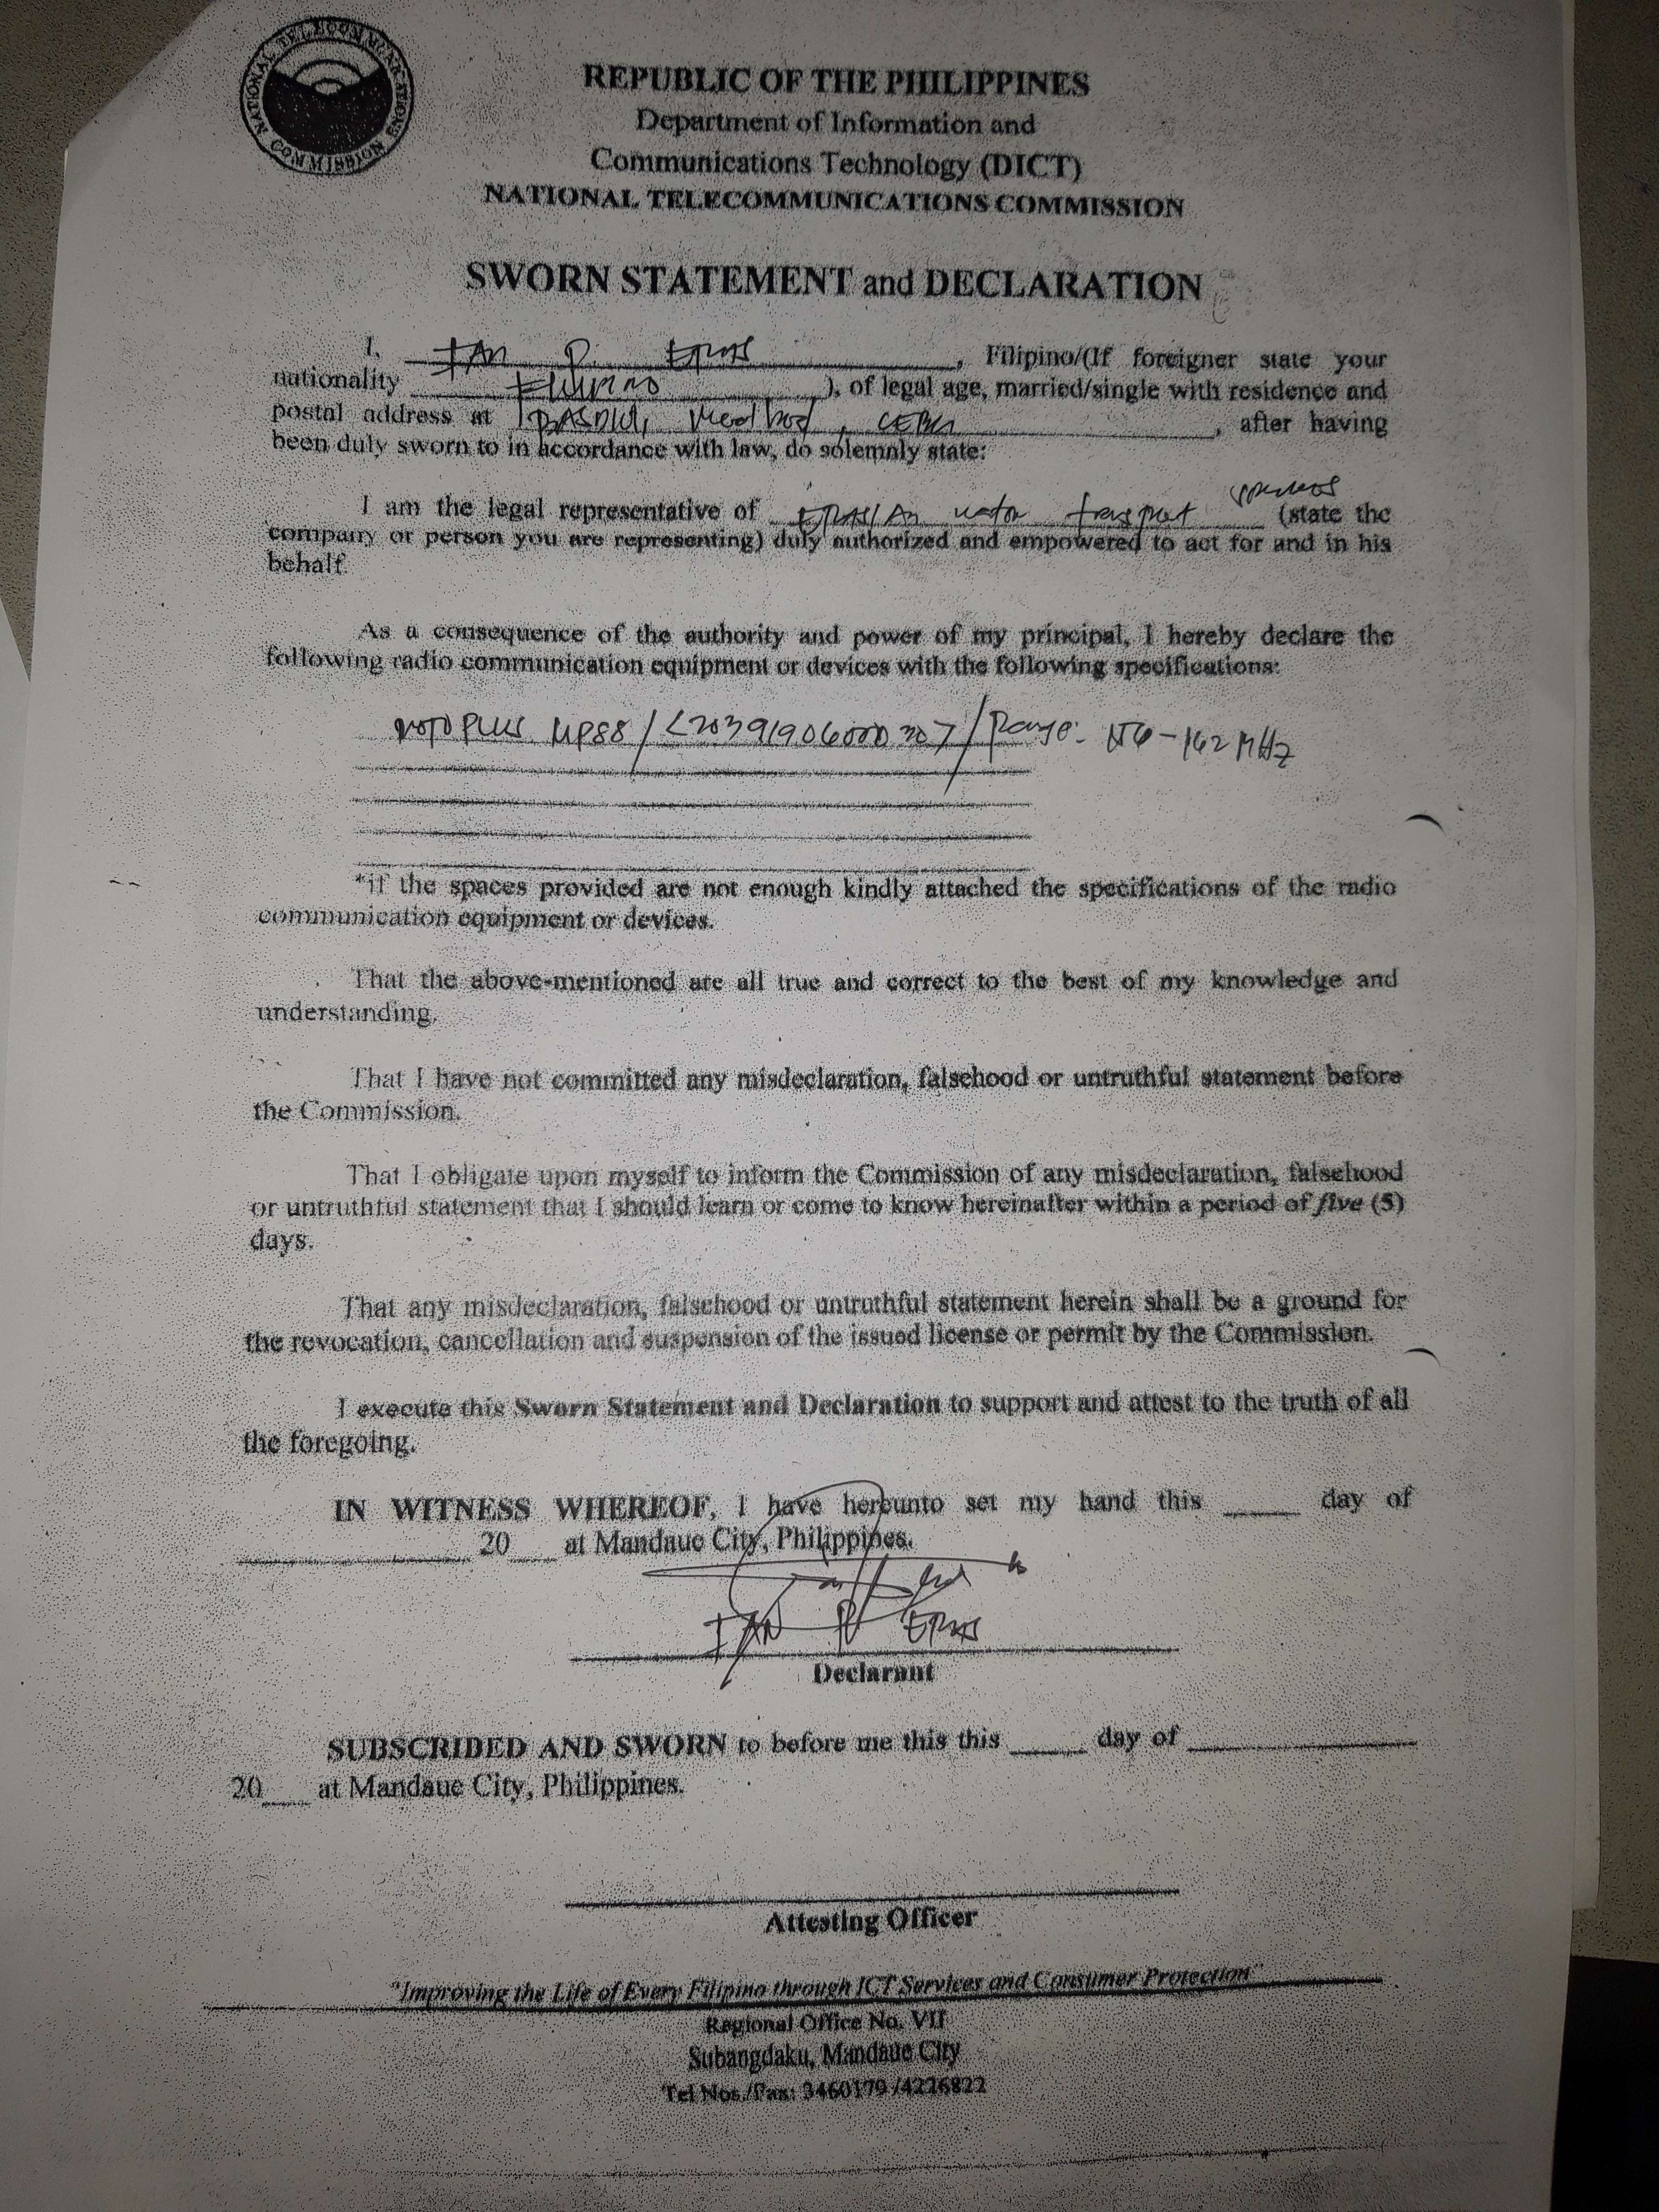 NATIONAL TELECOMMUNICATIONS COMMISSION
REPUBLIC OF THE PHILIPPINES
Department of Information and
Communications Technology (DICT)
NATIONAL TELECOMMUNICATIONS COMMISSION
SWORN STATEMENT and DECLARATION
I, IAN P. , Filipino/(If foreigner state your
nationality Filipino ), of legal age, married/single with residence and
postal address at , CEBU , after having
been duly sworn to in accordance with law, do solemnly state:
I am the legal representative of transport (state the
company or person you are representing) duly authorized and empowered to act for and in his
behalf.
As a consequence of the authority and power of my principal, I hereby declare the
following radio communication equipment or devices with the following specifications:
PLUS MP88 / / Range: - 162 MHz
*if the spaces provided are not enough kindly attached the specifications of the radio
communication equipment or devices.
That the above-mentioned are all true and correct to the best of my knowledge and
understanding.
That I have not committed any misdeclaration, falsehood or untruthful statement before
the Commission.
That I obligate upon myself to inform the Commission of any misdeclaration, falsehood
or untruthful statement that I should learn or come to know hereinafter within a period of five (5)
days.
That any misdeclaration, falsehood or untruthful statement herein shall be a ground for
the revocation, cancellation and suspension of the issued license or permit by the Commission.
I execute this Sworn Statement and Declaration to support and attest to the truth of all
the foregoing.
IN WITNESS WHEREOF, I have hereunto set my hand this ____ day of
____ 20__ at Mandaue City, Philippines.
IAN P.
Declarant
SUBSCRIBED AND SWORN to before me this this ____ day of ____
20__ at Mandaue City, Philippines.
Attesting Officer
"Improving the Life of Every Filipino through ICT Services and Consumer Protection"
Regional Office No. VII
Subangdaku, Mandaue City
Tel Nos./Fax: 3460179 /4226822